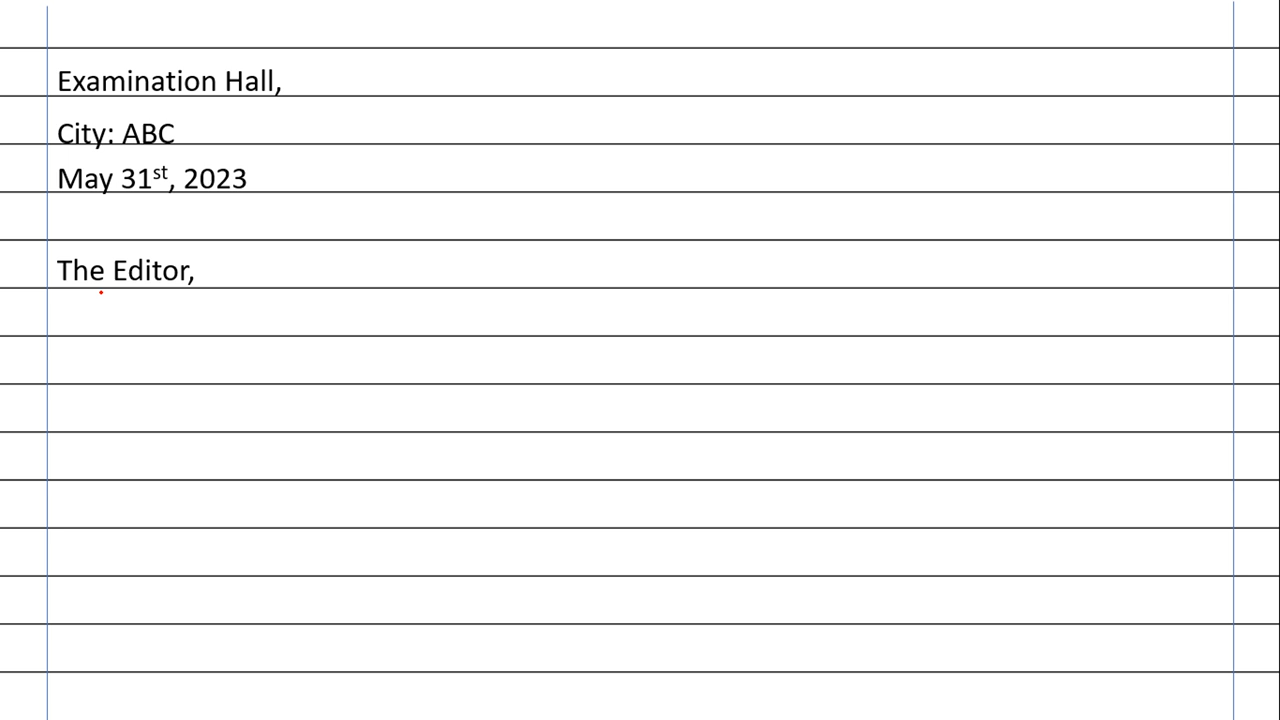 Examination Hall,
City: ABC
May 31st, 2023
The Editor,